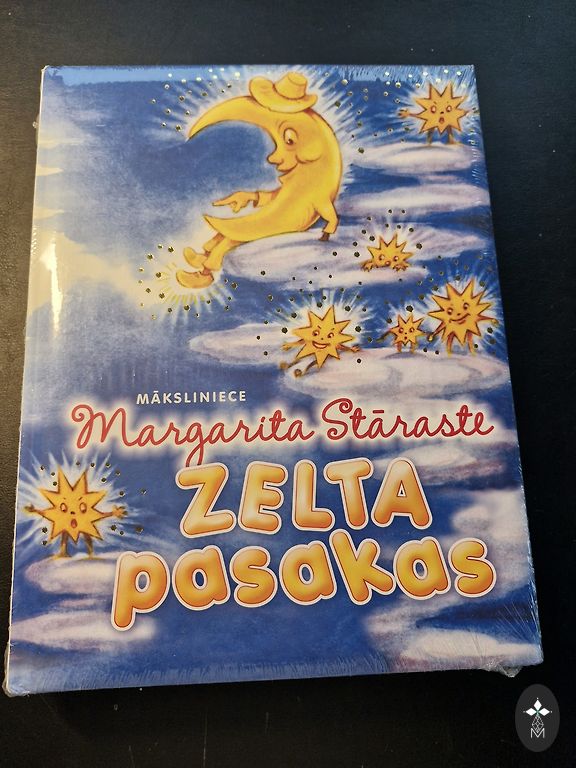 MĀKSLINIECE
Margarita Stāraste
ZELTA
pasakas
M